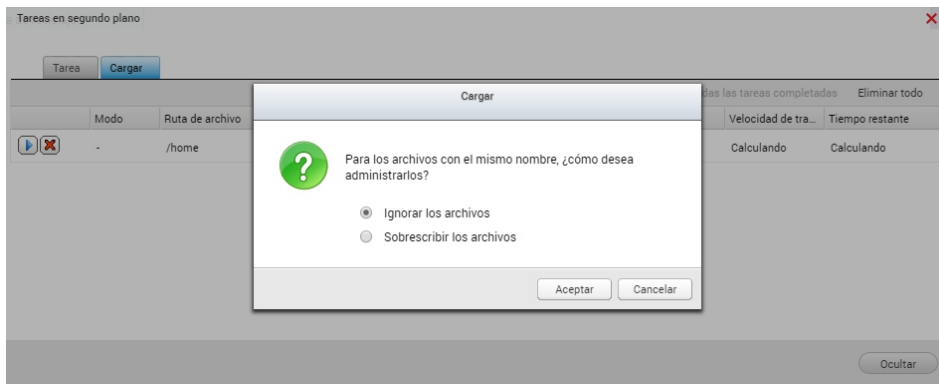 Tareas en segundo plano
Tarea Cargar
Cargar
das las tareas completadas Eliminar todo
Modo Ruta de archivo Velocidad de tra... Tiempo restante
- /home Calculando Calculando
Para los archivos con el mismo nombre, ¿cómo desea
administrarlos?
Ignorar los archivos
Sobrescribir los archivos
Aceptar Cancelar
Ocultar